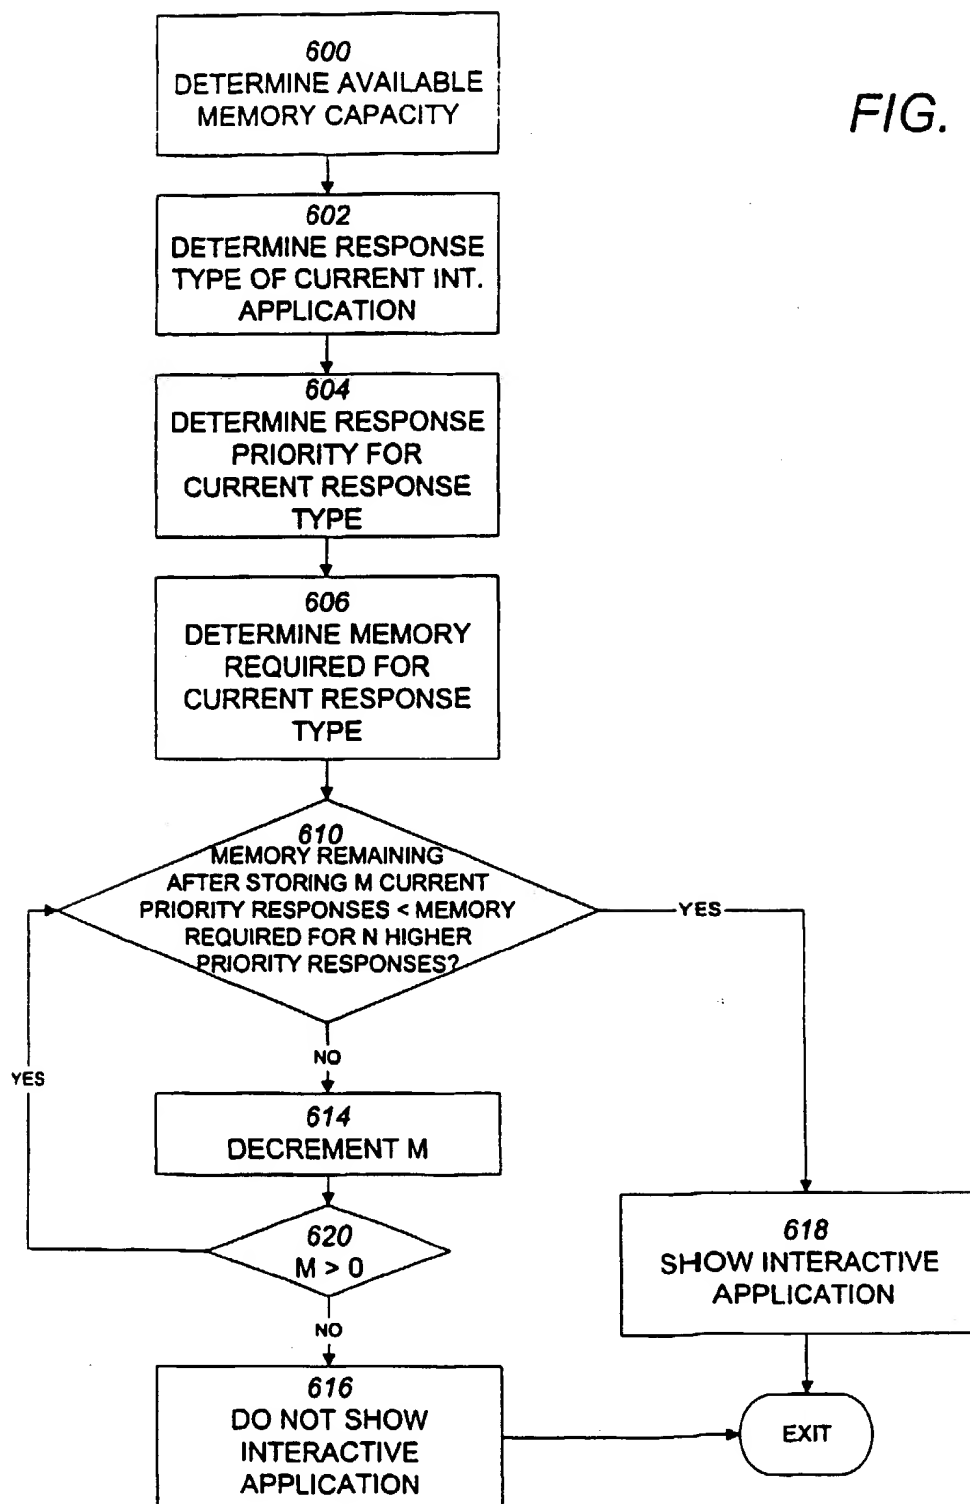 600
DETERMINE AVAILABLE
MEMORY CAPACITY
FIG.
602
DETERMINE RESPONSE
TYPE OF CURRENT INT.
APPLICATION
604
DETERMINE RESPONSE
PRIORITY FOR
CURRENT RESPONSE
TYPE
606
DETERMINE MEMORY
REQUIRED FOR
CURRENT RESPONSE
TYPE
610
MEMORY REMAINING
AFTER STORING M CURRENT
PRIORITY RESPONSES < MEMORY
REQUIRED FOR N HIGHER
PRIORITY RESPONSES?
YES
NO
YES
614
DECREMENT M
620
M > 0
NO
618
SHOW INTERACTIVE
APPLICATION
616
DO NOT SHOW
INTERACTIVE
APPLICATION
EXIT